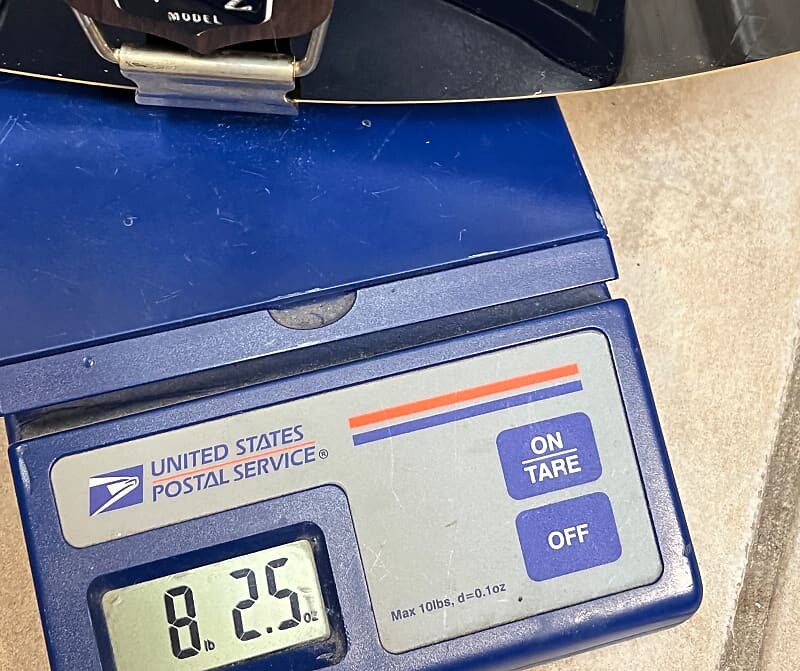 MODEL
UNITED STATES
POSTAL SERVICE®
ON
TARE
OFF
Max 10lbs, d=0.1oz
8 lb 2.5 oz